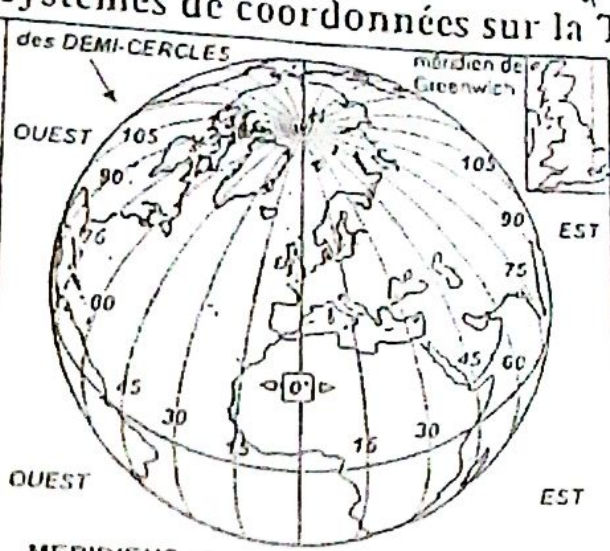 systèmes de coordonnées sur la T
des DEMI-CERCLES
méridien de
Greenwich
OUEST
105
105
90
90
EST
75
75
60
45
60
0°
45
30
15
15
30
OUEST
EST